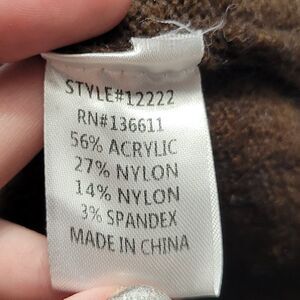 STYLE#12222
RN#136611
56% ACRYLIC
27% NYLON
14% NYLON
3% SPANDEX
MADE IN CHINA